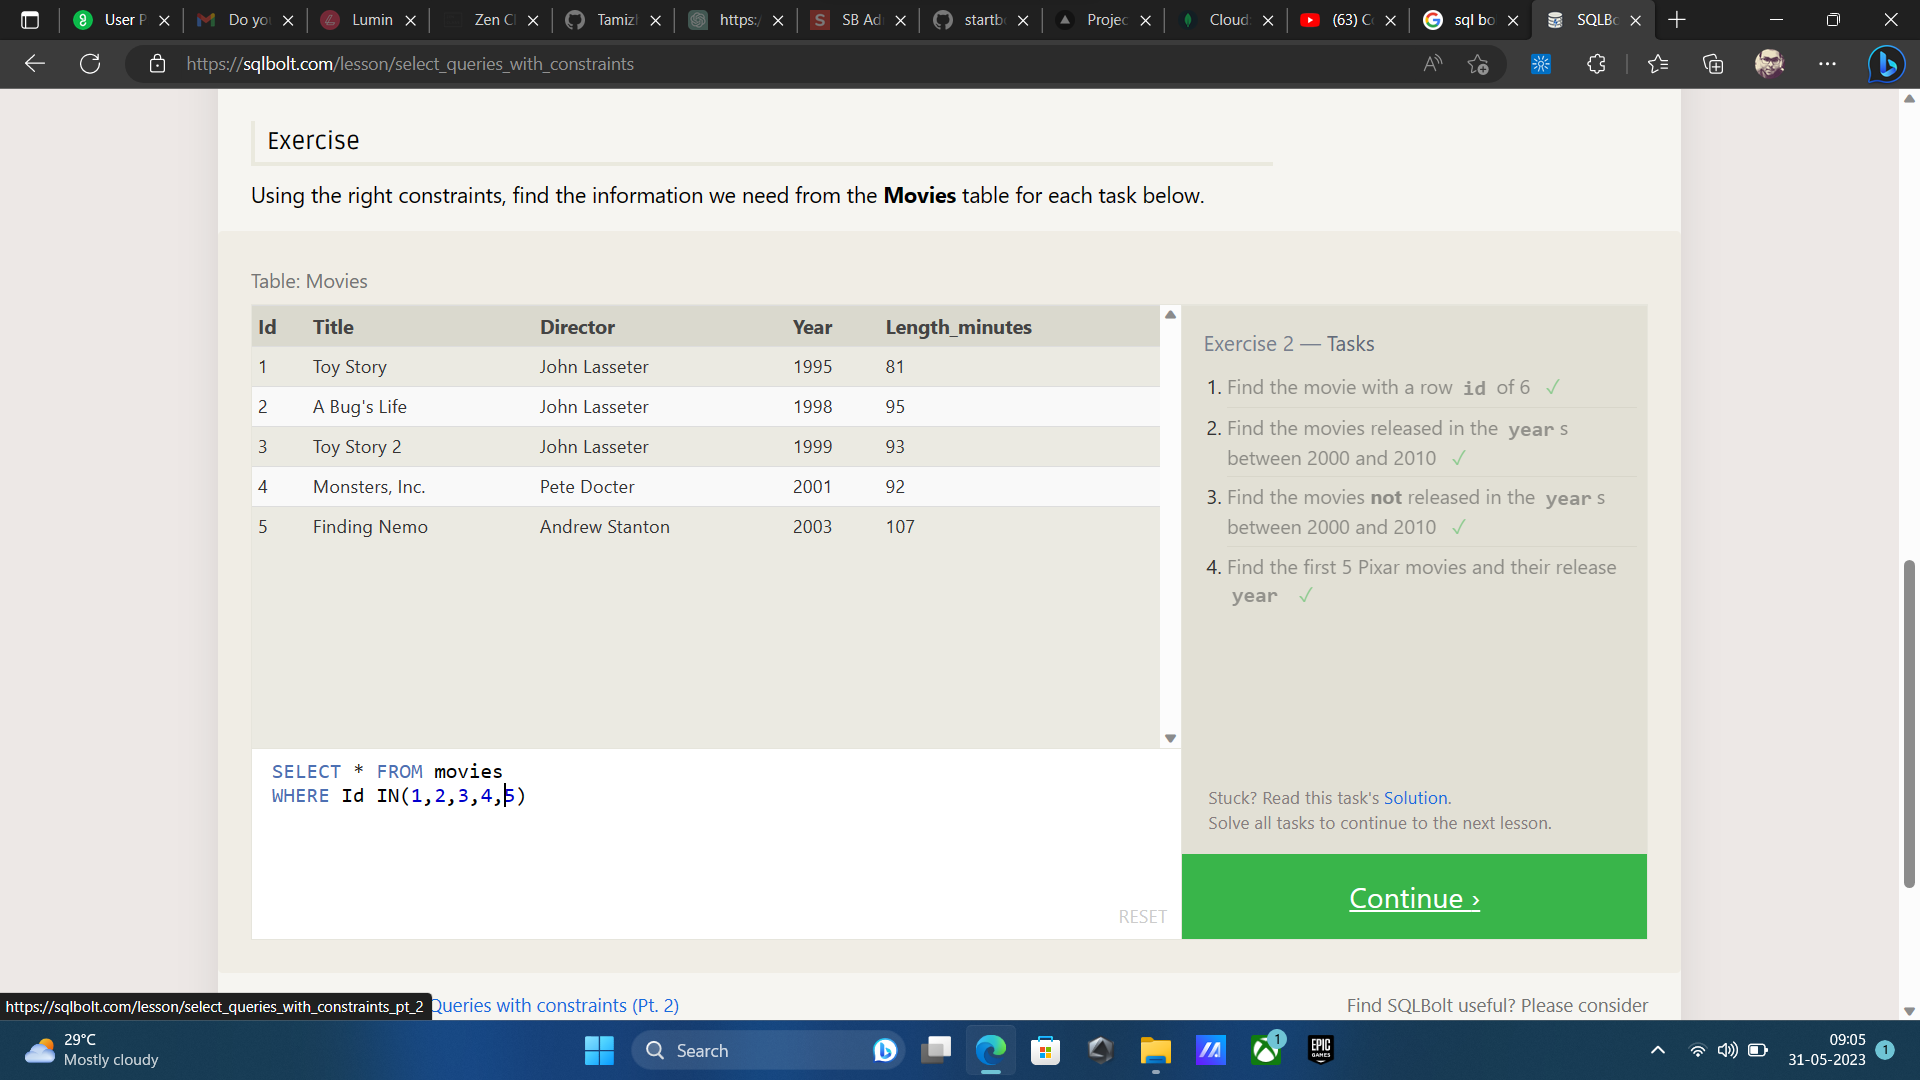 User P
Do yo
Lumin
Zen C
Tamiz
https:/
SB Ad
startb
Projec
Cloud
(63) C
sql bo
SQLBo
https://sqlbolt.com/lesson/select_queries_with_constraints
Exercise
Using the right constraints, find the information we need from the Movies table for each task below.
Table: Movies
Id Title Director Year Length_minutes
1 Toy Story John Lasseter 1995 81
2 A Bug's Life John Lasseter 1998 95
3 Toy Story 2 John Lasseter 1999 93
4 Monsters, Inc. Pete Docter 2001 92
5 Finding Nemo Andrew Stanton 2003 107
SELECT * FROM movies
WHERE Id IN(1,2,3,4,5)
RESET
Exercise 2 — Tasks
1. Find the movie with a row id of 6 ✓
2. Find the movies released in the year s
between 2000 and 2010 ✓
3. Find the movies not released in the year s
between 2000 and 2010 ✓
4. Find the first 5 Pixar movies and their release
year ✓
Stuck? Read this task's Solution.
Solve all tasks to continue to the next lesson.
Continue ›
https://sqlbolt.com/lesson/select_queries_with_constraints_pt_2
Queries with constraints (Pt. 2)
Find SQLBolt useful? Please consider
29°C
Mostly cloudy
Search
1
EPIC
GAMES
09:05
31-05-2023
1